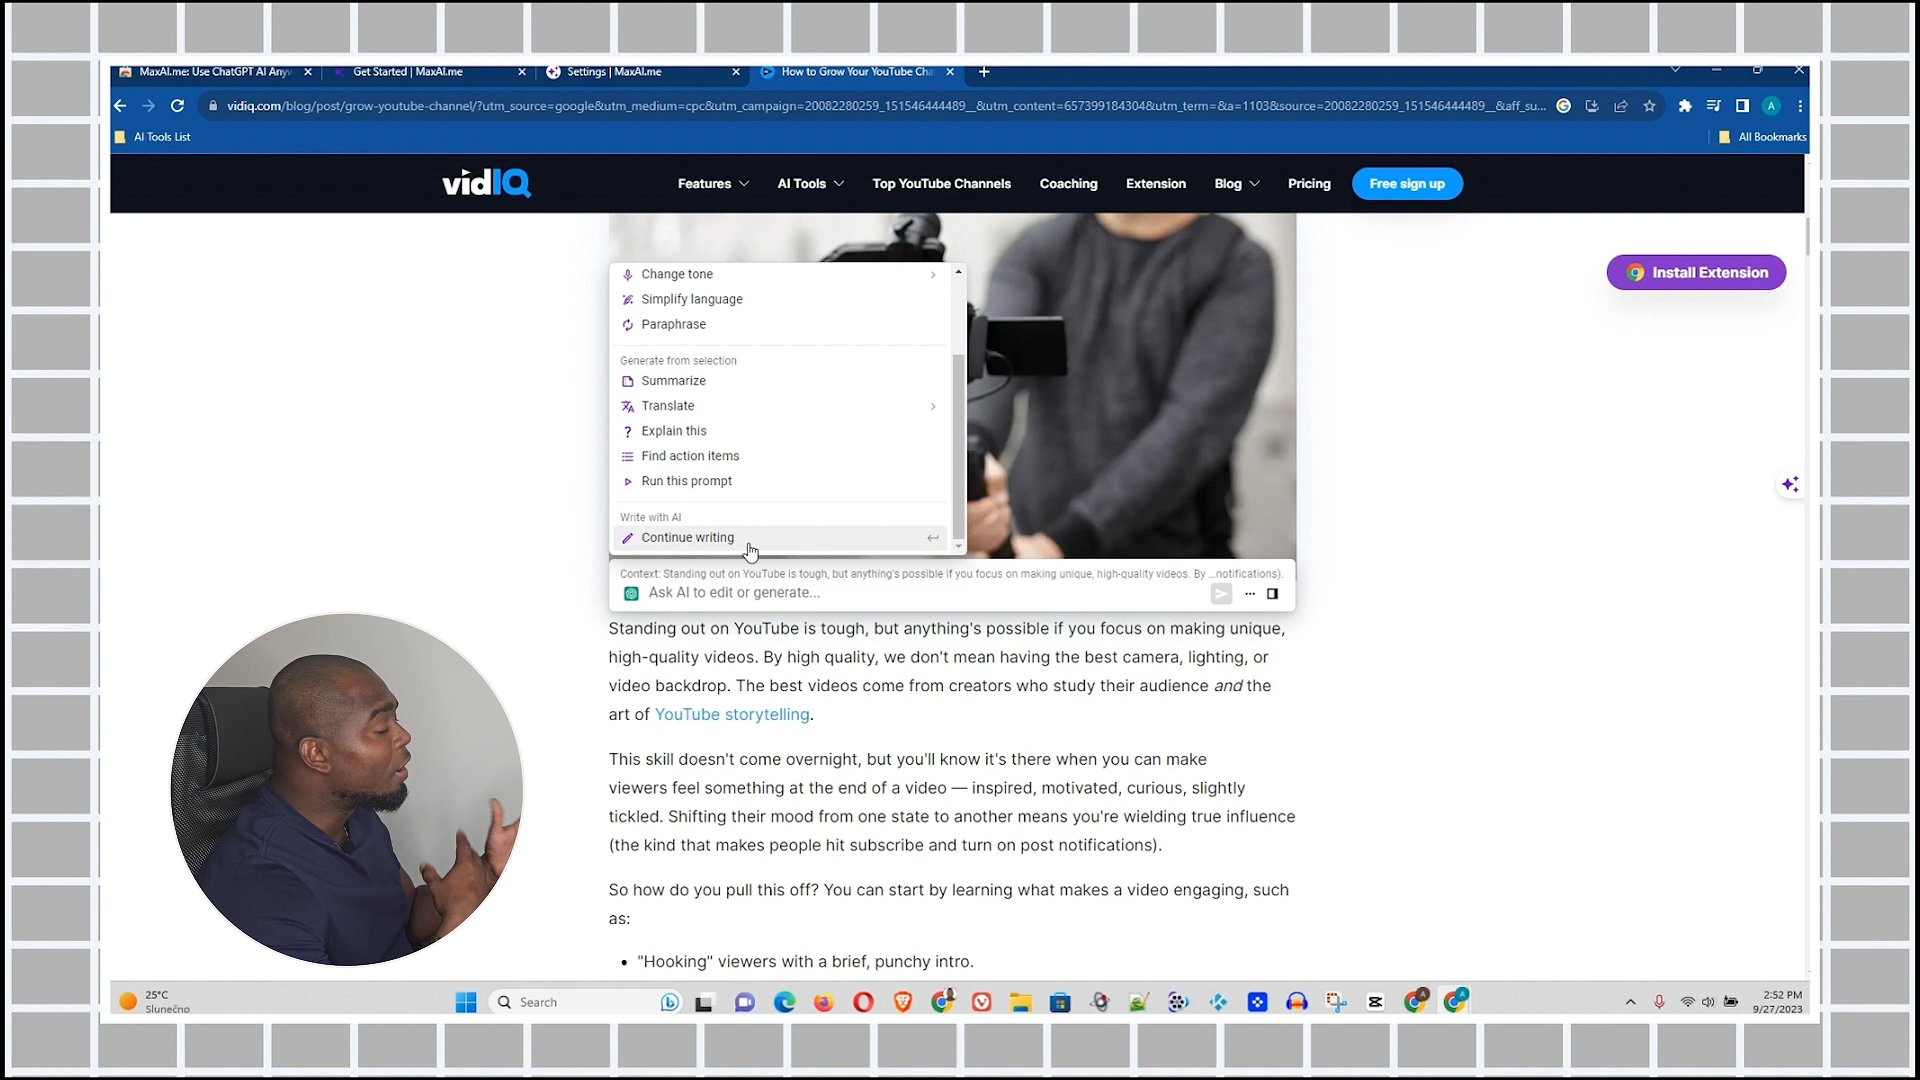 MaxAI.me: Use ChatGPT AI Anyw
Get Started | MaxAI.me
Settings | MaxAI.me
How to Grow Your YouTube Cha
vidiq.com/blog/post/grow-youtube-channel/?utm_source=google&utm_medium=cpc&utm_campaign=20082280259_151546444489__&utm_content=657399184304&utm_term=&a=1103&source=20082280259_151546444489__&aff_su...
AI Tools List
All Bookmarks
vidIQ
Features
AI Tools
Top YouTube Channels
Coaching
Extension
Blog
Pricing
Free sign up
Install Extension
Change tone
Simplify language
Paraphrase
Generate from selection
Summarize
Translate
Explain this
Find action items
Run this prompt
Write with AI
Continue writing
Context: Standing out on YouTube is tough, but anything's possible if you focus on making unique, high-quality videos. By ...notifications).
Ask AI to edit or generate...
Standing out on YouTube is tough, but anything's possible if you focus on making unique,
high-quality videos. By high quality, we don't mean having the best camera, lighting, or
video backdrop. The best videos come from creators who study their audience and the
art of YouTube storytelling.
This skill doesn't come overnight, but you'll know it's there when you can make
viewers feel something at the end of a video — inspired, motivated, curious, slightly
tickled. Shifting their mood from one state to another means you're wielding true influence
(the kind that makes people hit subscribe and turn on post notifications).
So how do you pull this off? You can start by learning what makes a video engaging, such
as:
• "Hooking" viewers with a brief, punchy intro.
25°C
Slunečno
Search
2:52 PM
9/27/2023